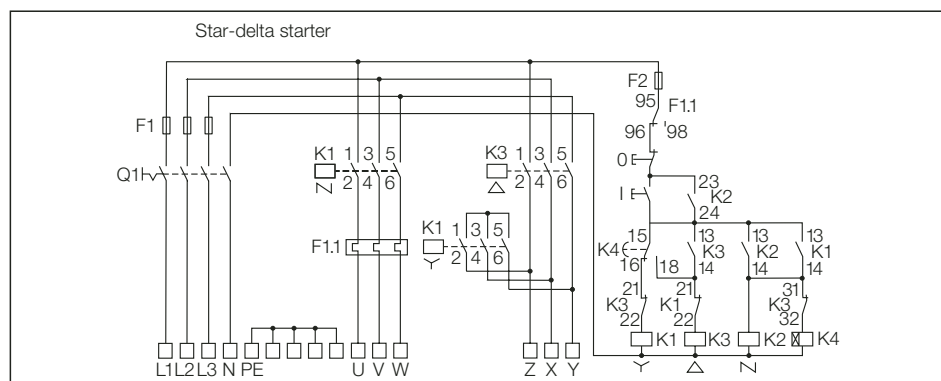 Star-delta starter
F2
95
F1.1
96
'98
F1
K1
1 3 5
2 4 6
N
K3
1 3 5
2 4 6
Δ
0
Q1
I
23
K2
24
F1.1
K1
1 3 5
2 4 6
Y
15
K4
16
18
13
K3
14
13
K2
14
13
K1
14
21
K3
22
21
K1
22
31
K3
32
K1
K3
K2
K4
L1 L2 L3 N PE U V W Z X Y
Y Δ N